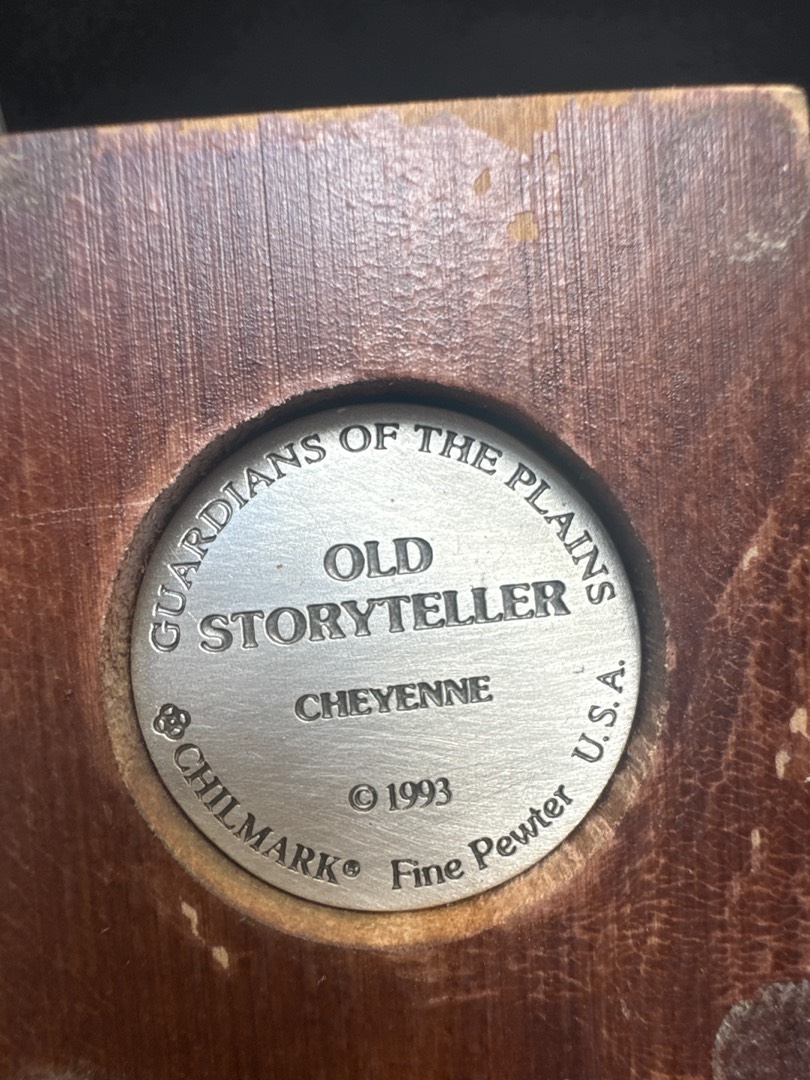 GUARDIANS OF THE PLAINS
OLD
STORYTELLER
CHEYENNE
© 1993
CHILMARK® Fine Pewter U.S.A.